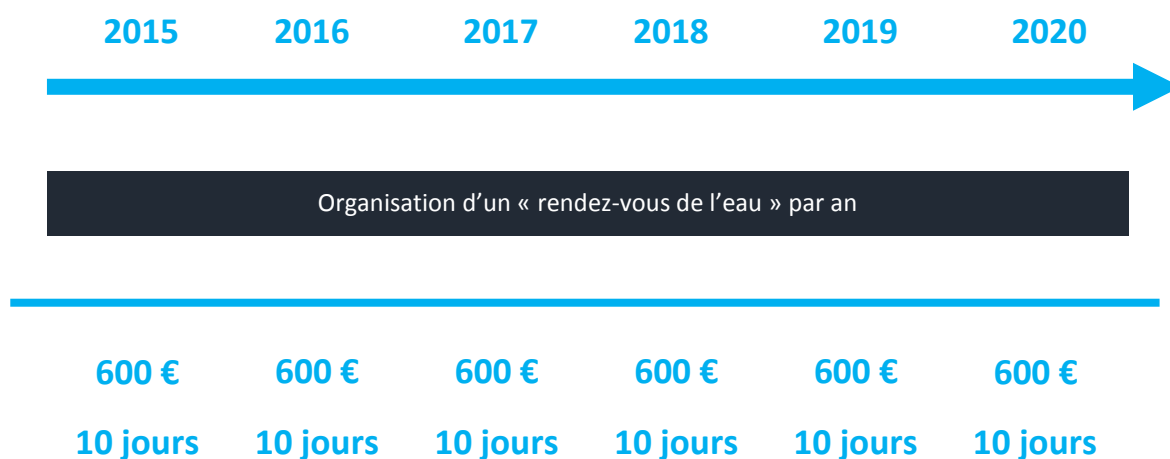 2015 2016 2017 2018 2019 2020
Organisation d’un « rendez-vous de l’eau » par an
600 € 600 € 600 € 600 € 600 € 600 €
10 jours 10 jours 10 jours 10 jours 10 jours 10 jours